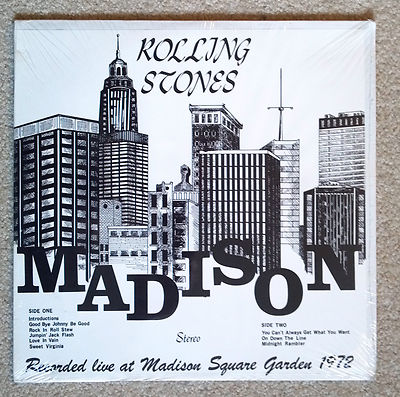 ROLLING
STONES
MADISON
SIDE ONE
Introductions
Good Bye Johnny Be Good
Rock In Roll Stew
Jumpin' Jack Flash
Love In Vain
Sweet Virginia
Stereo
SIDE TWO
You Can't Always Get What You Want
On Down The Line
Midnight Rambler
Recorded live at Madison Square Garden 1972